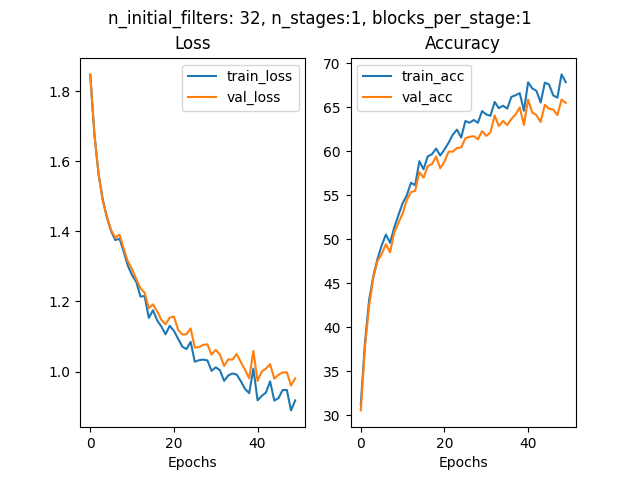 n_initial_filters: 32, n_stages:1, blocks_per_stage:1
Loss
train_loss
val_loss
1.8
1.6
1.4
1.2
1.0
0
20
40
Epochs
Accuracy
train_acc
val_acc
70
65
60
55
50
45
40
35
30
0
20
40
Epochs